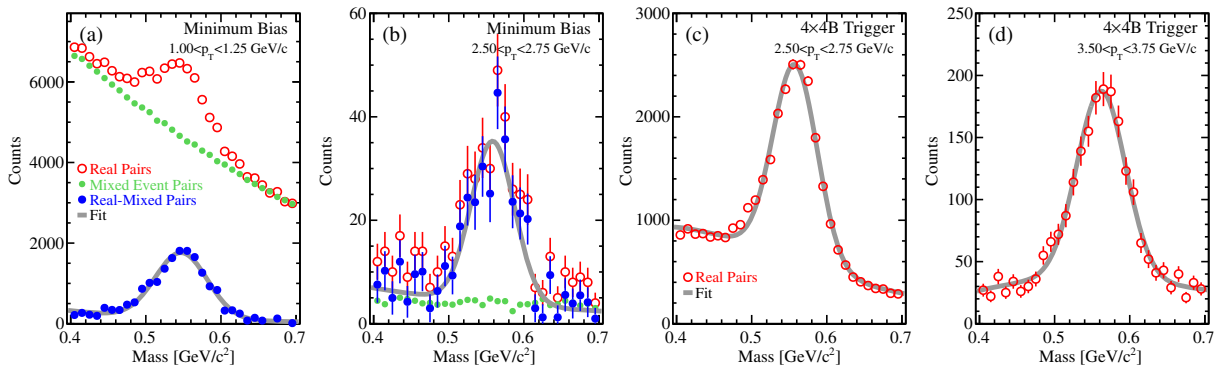 (a) Minimum Bias
1.00<p_T<1.25 GeV/c
6000
4000
2000
0
Counts
Real Pairs
Mixed Event Pairs
Real-Mixed Pairs
Fit
0.4 0.5 0.6 0.7
Mass [GeV/c²]
(b) Minimum Bias
2.50<p_T<2.75 GeV/c
60
40
20
0
Counts
0.4 0.5 0.6 0.7
Mass [GeV/c²]
(c) 4×4B Trigger
2.50<p_T<2.75 GeV/c
3000
2000
1000
0
Counts
Real Pairs
Fit
0.4 0.5 0.6 0.7
Mass [GeV/c²]
(d) 4×4B Trigger
3.50<p_T<3.75 GeV/c
250
200
150
100
50
0
Counts
0.4 0.5 0.6 0.7
Mass [GeV/c²]